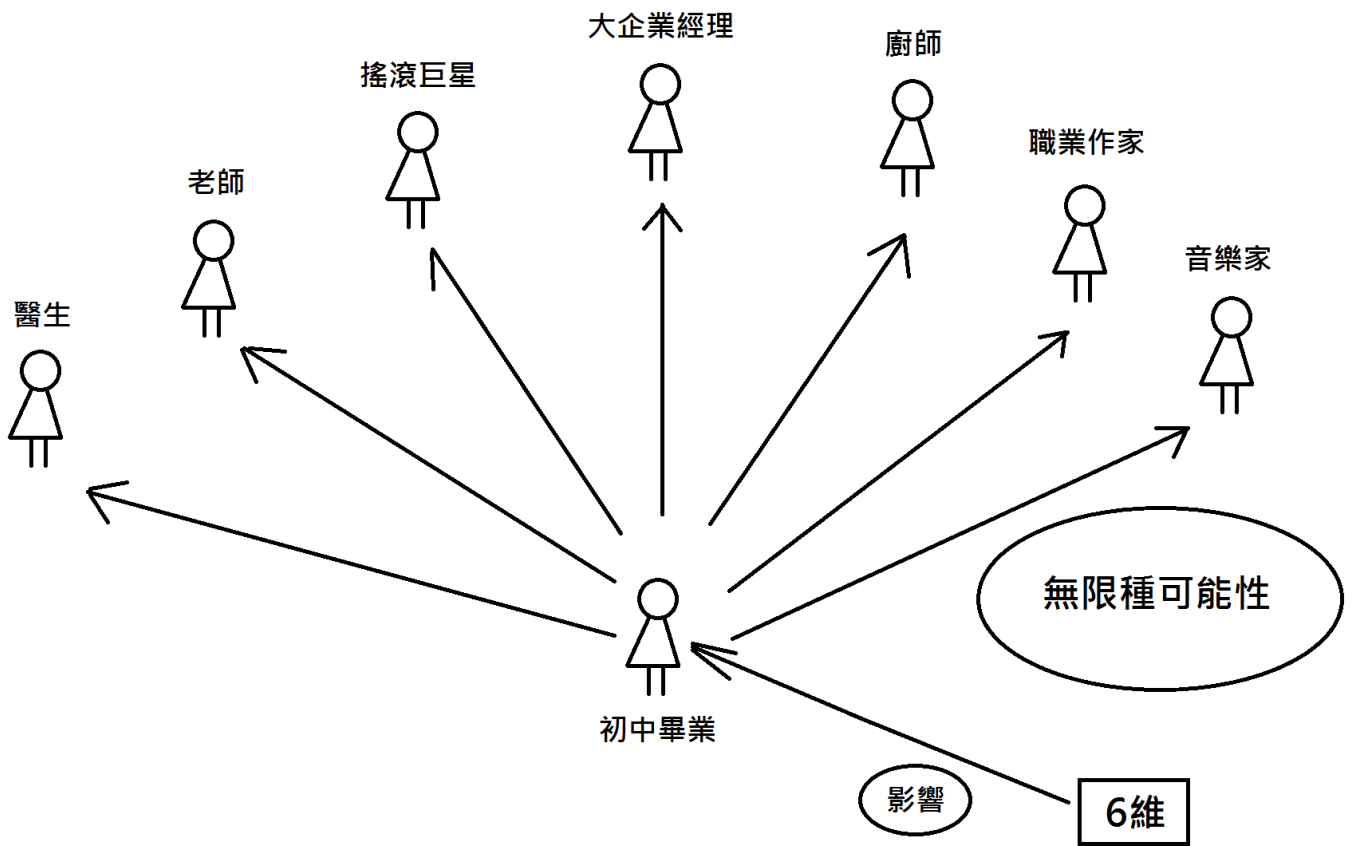 大企業經理
廚師
搖滾巨星
職業作家
老師
音樂家
醫生
無限種可能性
初中畢業
影響
6維